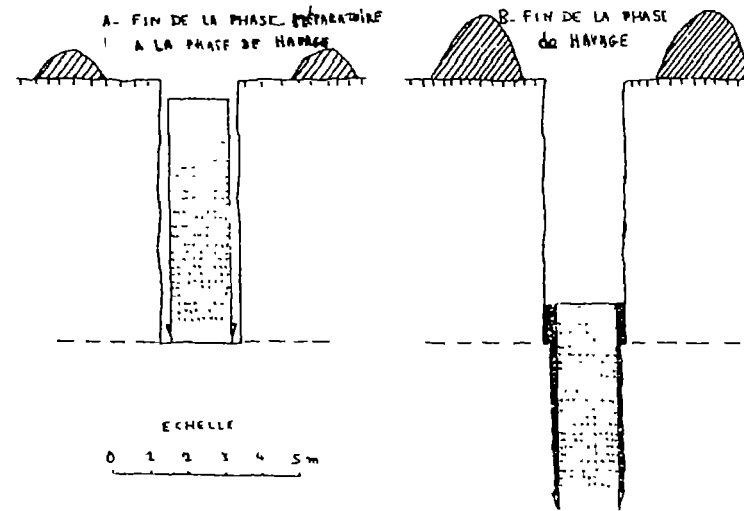 A- FIN DE LA PHASE PRÉPARATOIRE
A LA PHASE DE HAVAGE
B- FIN DE LA PHASE
de HAVAGE
ECHELLE
0 1 2 3 4 5 m